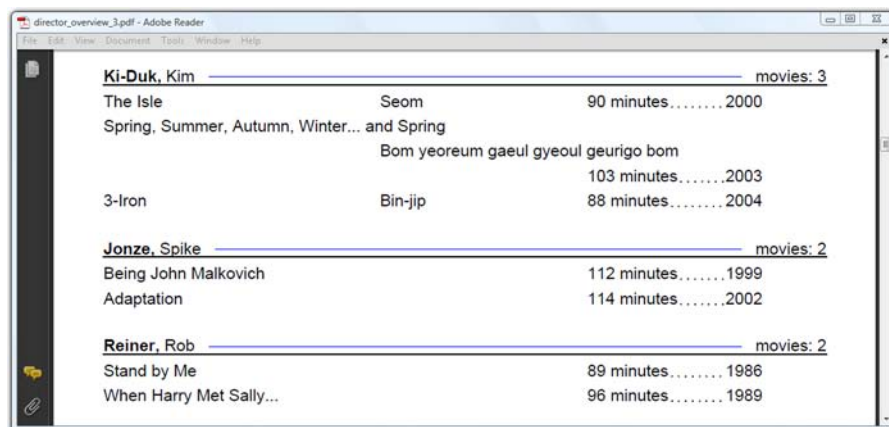 director_overview_3.pdf - Adobe Reader
File Edit View Document Tools Window Help
Ki-Duk, Kim movies: 3
The Isle Seom 90 minutes........2000
Spring, Summer, Autumn, Winter... and Spring
Bom yeoreum gaeul gyeoul geurigo bom
103 minutes.......2003
3-Iron Bin-jip 88 minutes........2004
Jonze, Spike movies: 2
Being John Malkovich 112 minutes.......1999
Adaptation 114 minutes.......2002
Reiner, Rob movies: 2
Stand by Me 89 minutes........1986
When Harry Met Sally... 96 minutes........1989